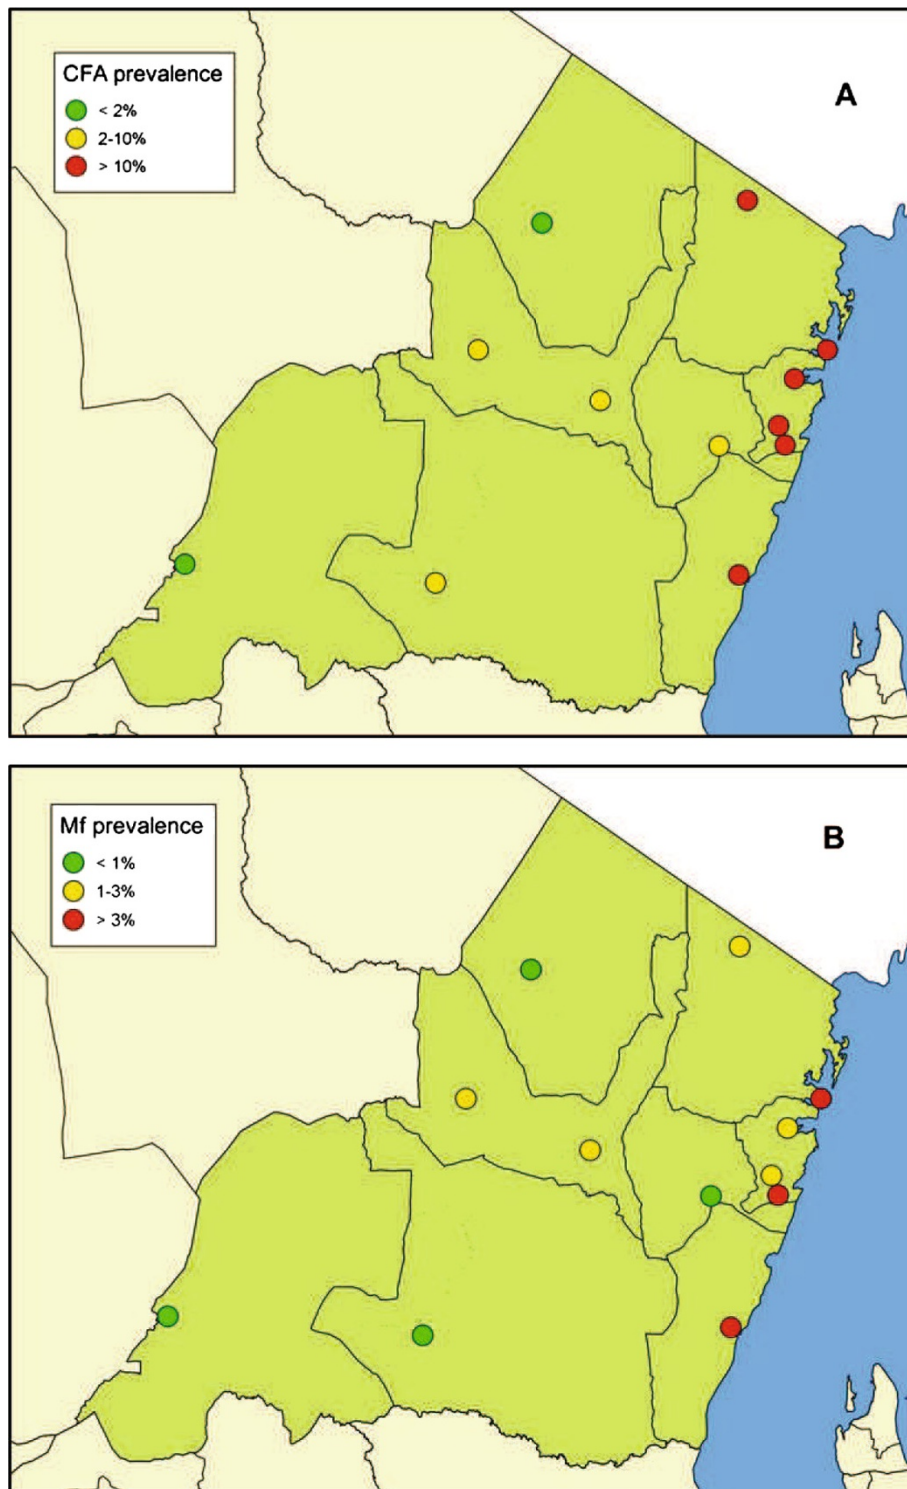 A
CFA prevalence
< 2%
2-10%
> 10%
B
Mf prevalence
< 1%
1-3%
> 3%